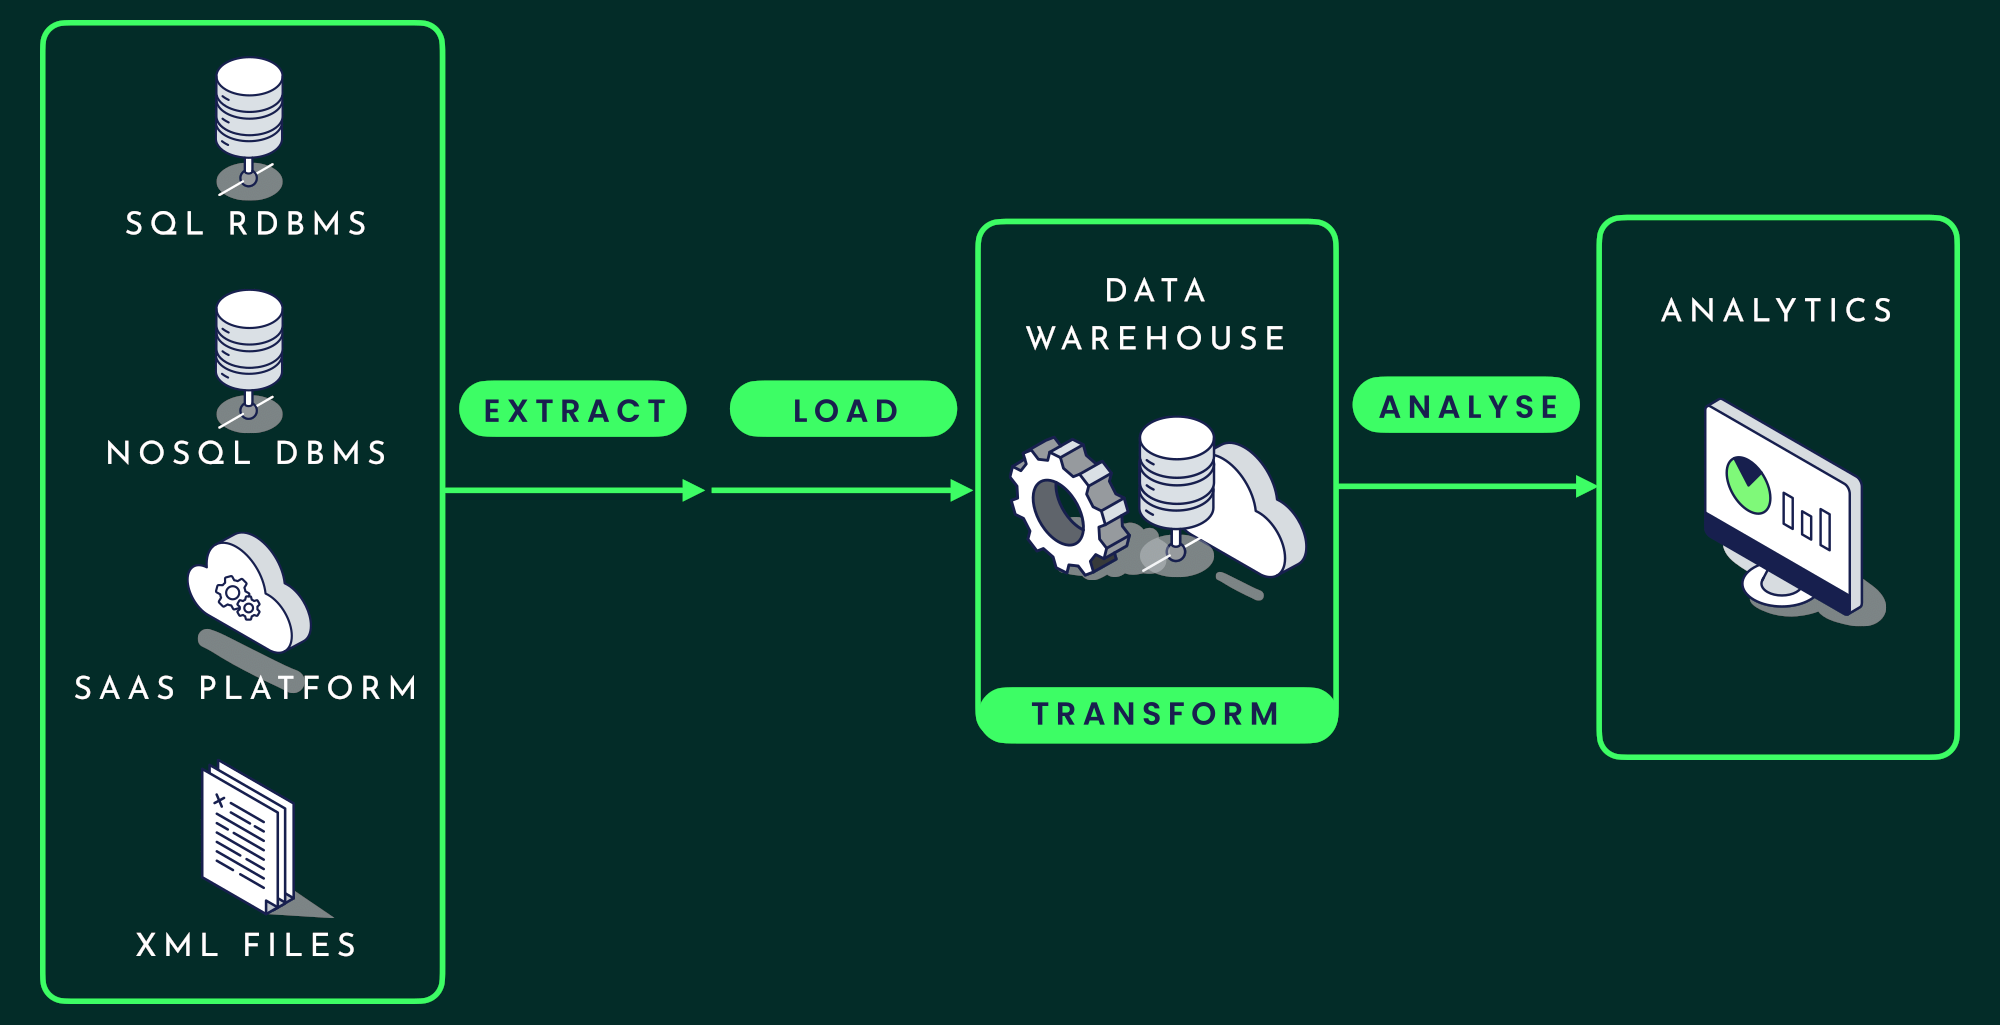 SQL RDBMS
NOSQL DBMS
SAAS PLATFORM
XML FILES
EXTRACT
LOAD
DATA
WAREHOUSE
TRANSFORM
ANALYSE
ANALYTICS